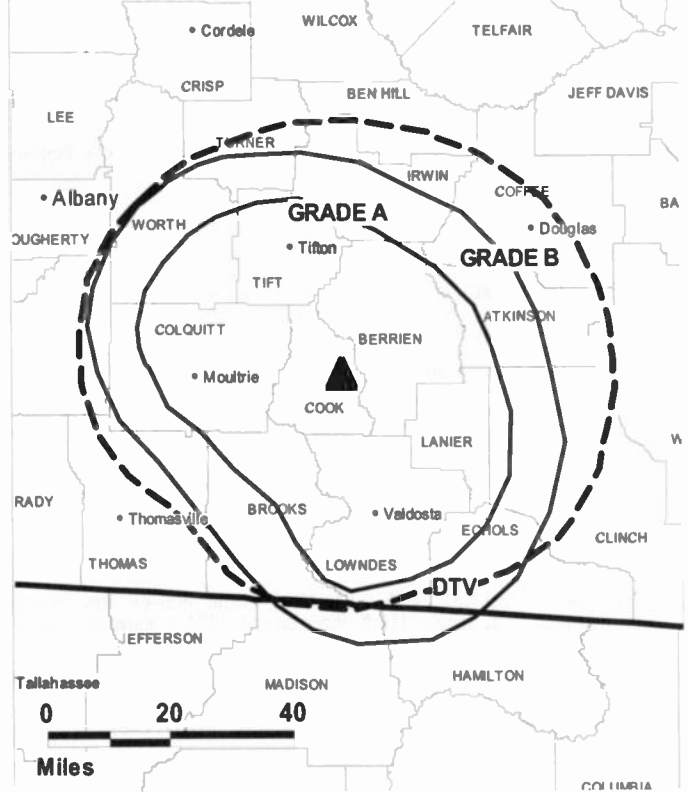 WILCOX
Cordele
TELFAIR
CRISP
BEN HILL
JEFF DAVIS
LEE
TURNER
IRWIN
COFFEE
Albany
BA
GRADE A
WORTH
Douglas
OUGHERTY
Tifton
GRADE B
TIFT
ATKINSON
COLQUITT
BERRIEN
Moultrie
COOK
LANIER
W
RADY
BROOKS
Valdosta
Thomasville
ECHOLS
CLINCH
THOMAS
LOWNDES
DTV
JEFFERSON
HAMILTON
Tallahassee
MADISON
0 20 40
Miles
COLUMBIA